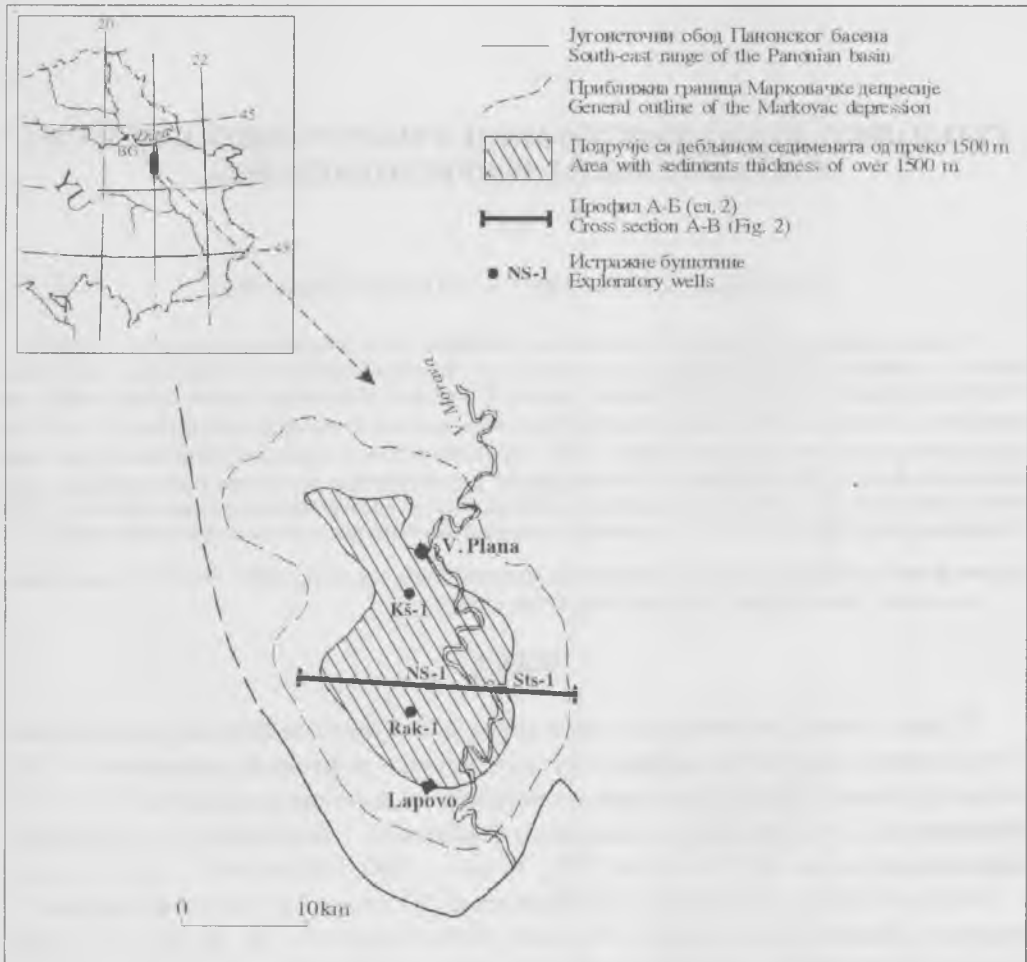 20
22
45
BG
YU
Југоисточни обод Панонског басена
South-east range of the Panonian basin
Приближна граница Марковачке депресије
General outline of the Markovac depression
Подручје са дебљином седимената од преко 1500 m
Area with sediments thickness of over 1500 m
Профил А-Б (сл. 2)
Cross section A-B (Fig. 2)
NS-1
Истражне бушотине
Exploratory wells
V. Morava
V. Plana
Kš-1
NS-1
Sts-1
Rak-1
Lapovo
0
10km